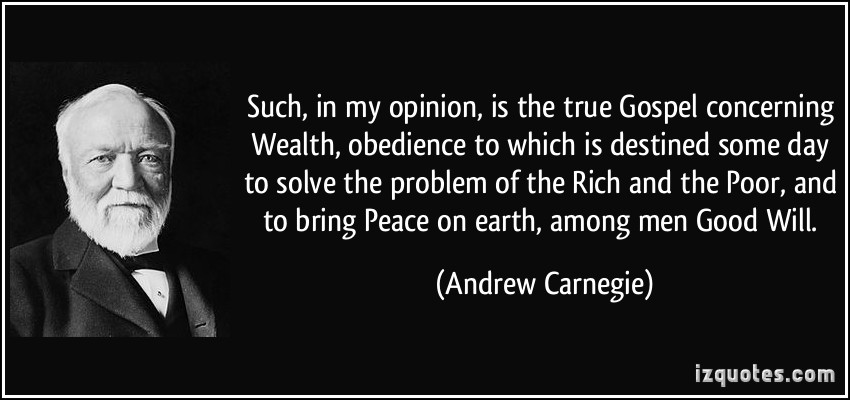 Such, in my opinion, is the true Gospel concerning
Wealth, obedience to which is destined some day
to solve the problem of the Rich and the Poor, and
to bring Peace on earth, among men Good Will.
(Andrew Carnegie)
izquotes.com